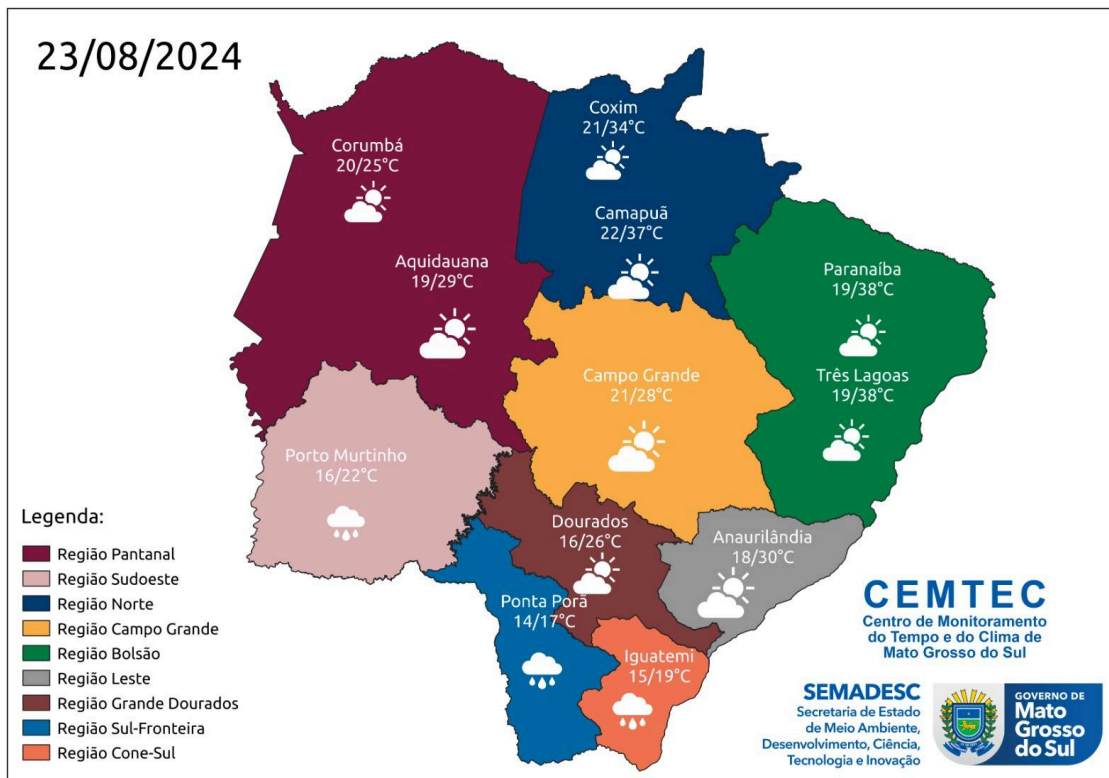 23/08/2024
Coxim
21/34°C
Corumbá
20/25°C
Camapuã
22/37°C
Aquidauana
19/29°C
Paranaíba
19/38°C
Campo Grande
21/28°C
Três Lagoas
19/38°C
Porto Murtinho
16/22°C
Legenda:
Região Pantanal
Região Sudoeste
Região Norte
Região Campo Grande
Região Bolsão
Região Leste
Região Grande Dourados
Região Sul-Fronteira
Região Cone-Sul
Dourados
16/26°C
Anaurilândia
18/30°C
Ponta Porã
14/17°C
Iguatemi
15/19°C
CEMTEC
Centro de Monitoramento
do Tempo e do Clima de
Mato Grosso do Sul
SEMADESC
Secretaria de Estado
de Meio Ambiente,
Desenvolvimento, Ciência,
Tecnologia e Inovação
GOVERNO DE
Mato
Grosso
do Sul